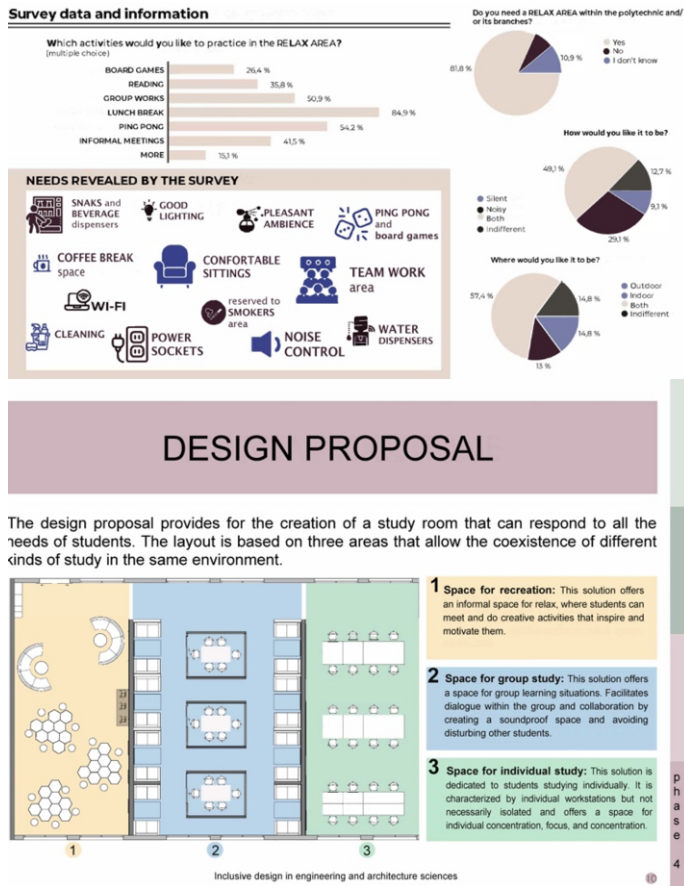 Survey data and information
Which activities would you like to practice in the RELAX AREA?
(multiple choice)
BOARD GAMES 26,4 %
READING 35,8 %
GROUP WORKS 50,9 %
LUNCH BREAK 84,9 %
PING PONG 54,2 %
INFORMAL MEETINGS 41,5 %
MORE 15,1 %
Do you need a RELAX AREA within the polytechnic and/
or its branches?
81,8 %
10,9 %
Yes
No
I don't know
How would you like it to be?
49,1 %
12,7 %
9,1 %
29,1 %
Silent
Noisy
Both
Indifferent
Where would you like it to be?
57,4 %
14,8 %
14,8 %
13 %
Outdoor
Indoor
Both
Indifferent
NEEDS REVEALED BY THE SURVEY
SNAKS and
BEVERAGE
dispensers
GOOD
LIGHTING
PLEASANT
AMBIENCE
PING PONG
and
board games
COFFEE BREAK
space
CONFORTABLE
SITTINGS
TEAM WORK
area
WI-FI
reserved to
SMOKERS
area
CLEANING
POWER
SOCKETS
NOISE
CONTROL
WATER
DISPENSERS
DESIGN PROPOSAL
The design proposal provides for the creation of a study room that can respond to all the
needs of students. The layout is based on three areas that allow the coexistence of different
kinds of study in the same environment.
1 Space for recreation: This solution offers
an informal space for relax, where students can
meet and do creative activities that inspire and
motivate them.
2 Space for group study: This solution offers
a space for group learning situations. Facilitates
dialogue within the group and collaboration by
creating a soundproof space and avoiding
disturbing other students.
3 Space for individual study: This solution is
dedicated to students studying individually. It is
characterized by individual workstations but not
necessarily isolated and offers a space for
individual concentration, focus, and concentration.
1
2
3
phase 4
Inclusive design in engineering and architecture sciences
10